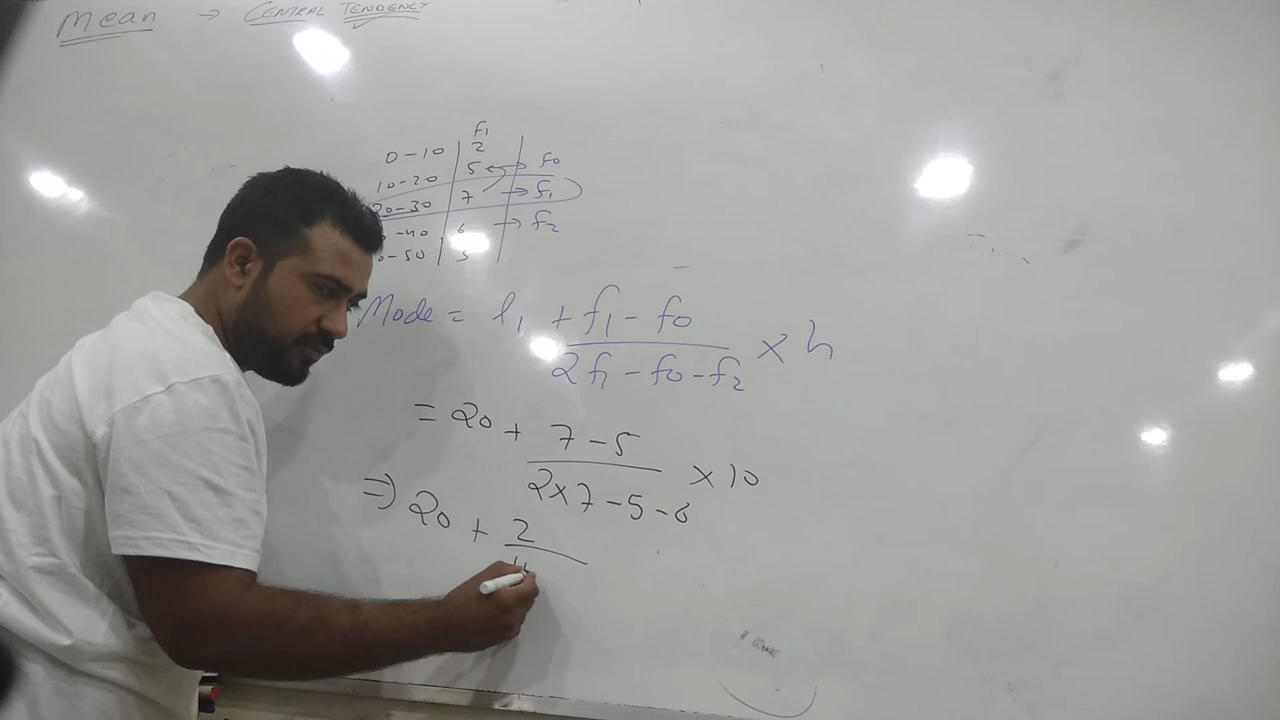 Mean → CENTRAL TENDENCY
f1
0-10 2
10-20 5 f0
20-30 7 → f1
-40 6 → f2
0-50 5
Mode = l1 + f1 - f0 / 2f1 - f0 - f2 × h
= 20 + 7 - 5 / 2×7 - 5 - 6 × 10
⇒ 20 + 2 /